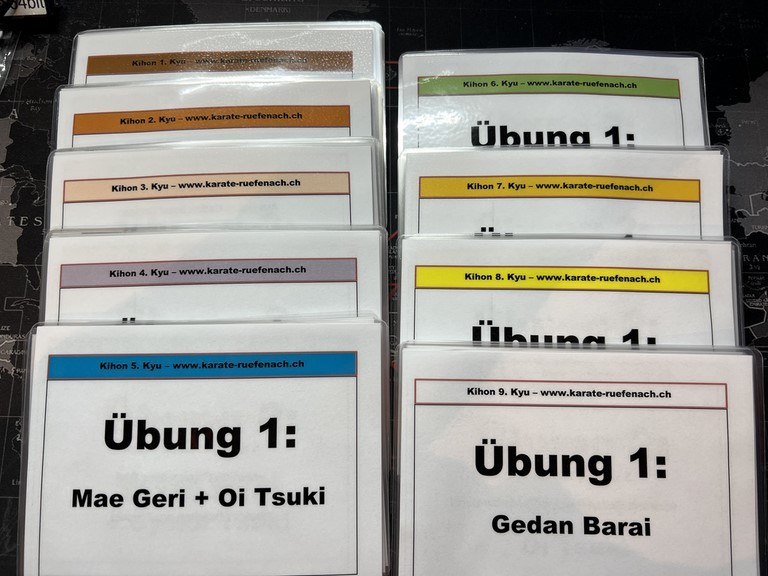 64bit
Kihon 1. Kyu – www.karate-ruefenach.ch
Kihon 2. Kyu – www.karate-ruefenach.ch
Kihon 3. Kyu – www.karate-ruefenach.ch
Kihon 4. Kyu – www.karate-ruefenach.ch
Kihon 5. Kyu – www.karate-ruefenach.ch
Übung 1:
Mae Geri + Oi Tsuki
Kihon 6. Kyu – www.karate-ruefenach.ch
Übung 1:
Kihon 7. Kyu – www.karate-ruefenach.ch
Kihon 8. Kyu – www.karate-ruefenach.ch
Übung 1:
Kihon 9. Kyu – www.karate-ruefenach.ch
Übung 1:
Gedan Barai